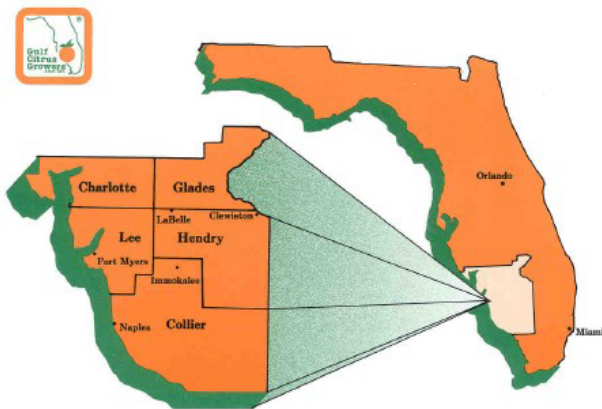 Gulf
Citrus
Growers
Charlotte
Glades
Orlando
LaBelle
Clewiston
Lee
Hendry
Fort Myers
Immokalee
Naples
Collier
Miami